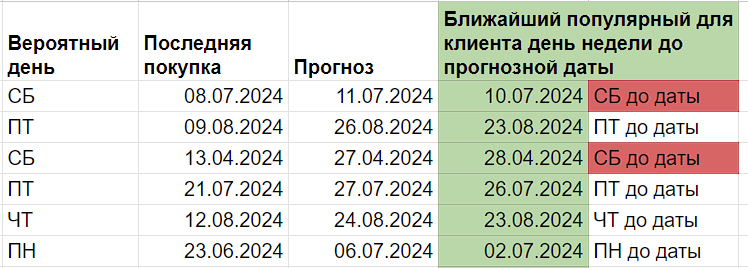 Вероятный день
Последняя покупка
Прогноз
Ближайший популярный для клиента день недели до прогнозной даты
СБ 08.07.2024 11.07.2024 10.07.2024 СБ до даты
ПТ 09.08.2024 26.08.2024 23.08.2024 ПТ до даты
СБ 13.04.2024 27.04.2024 28.04.2024 СБ до даты
ПТ 21.07.2024 27.07.2024 26.07.2024 ПТ до даты
ЧТ 12.08.2024 24.08.2024 23.08.2024 ЧТ до даты
ПН 23.06.2024 06.07.2024 02.07.2024 ПН до даты